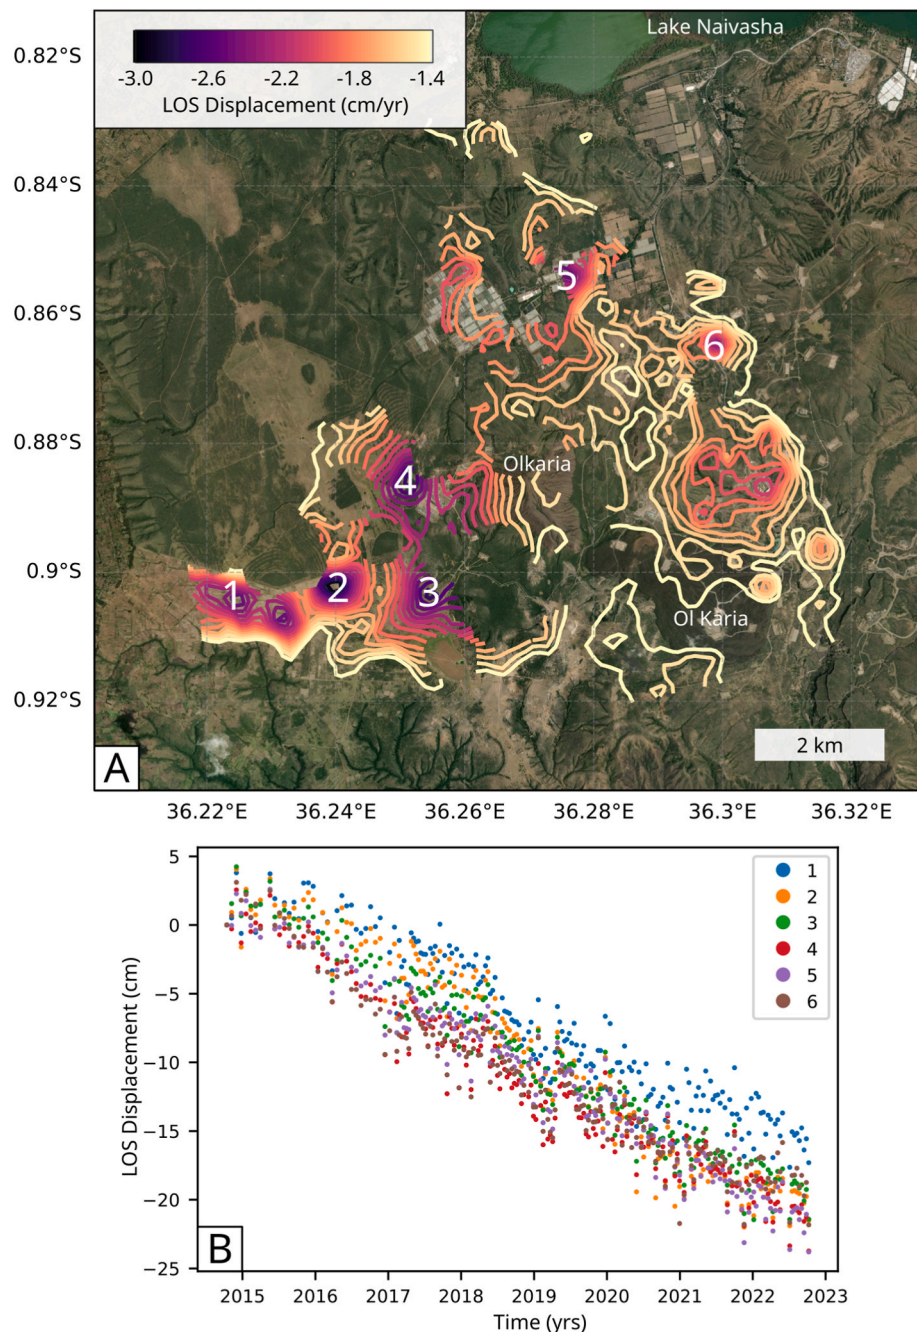 Lake Naivasha
-3.0 -2.6 -2.2 -1.8 -1.4
LOS Displacement (cm/yr)
0.82°S
0.84°S
0.86°S
0.88°S
0.9°S
0.92°S
5
6
4
Olkaria
1
2
3
Ol Karia
2 km
A
36.22°E 36.24°E 36.26°E 36.28°E 36.3°E 36.32°E
5
0
−5
−10
−15
−20
−25
LOS Displacement (cm)
1
2
3
4
5
6
B
2015 2016 2017 2018 2019 2020 2021 2022 2023
Time (yrs)